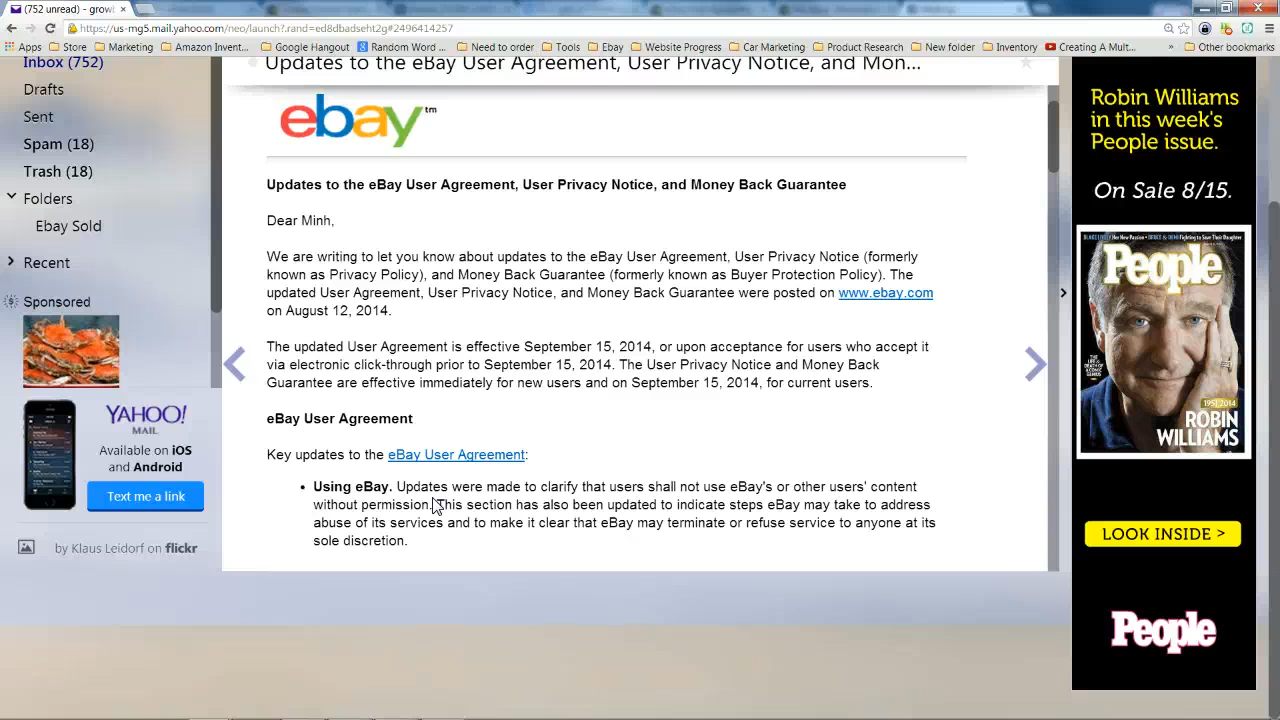 (752 unread) - grow
https://us-mg5.mail.yahoo.com/neo/launch?.rand=ed8dbadseht2g#2496414257
Apps Store Marketing Amazon Invent... Google Hangout Random Word ... Need to order Tools Ebay Website Progress Car Marketing Product Research New folder Inventory Creating A Mult... » Other bookmarks
Inbox (752)
Drafts
Sent
Spam (18)
Trash (18)
Folders
Ebay Sold
Recent
Sponsored
YAHOO!
MAIL
Available on iOS
and Android
Text me a link
by Klaus Leidorf on flickr
Updates to the eBay User Agreement, User Privacy Notice, and Mon...
ebay™
Updates to the eBay User Agreement, User Privacy Notice, and Money Back Guarantee
Dear Minh,
We are writing to let you know about updates to the eBay User Agreement, User Privacy Notice (formerly
known as Privacy Policy), and Money Back Guarantee (formerly known as Buyer Protection Policy). The
updated User Agreement, User Privacy Notice, and Money Back Guarantee were posted on www.ebay.com
on August 12, 2014.
The updated User Agreement is effective September 15, 2014, or upon acceptance for users who accept it
via electronic click-through prior to September 15, 2014. The User Privacy Notice and Money Back
Guarantee are effective immediately for new users and on September 15, 2014, for current users.
eBay User Agreement
Key updates to the eBay User Agreement:
• Using eBay. Updates were made to clarify that users shall not use eBay's or other users' content
without permission. This section has also been updated to indicate steps eBay may take to address
abuse of its services and to make it clear that eBay may terminate or refuse service to anyone at its
sole discretion.
Robin Williams
in this week's
People issue.
On Sale 8/15.
People
1951-2014
ROBIN
WILLIAMS
LOOK INSIDE >
People